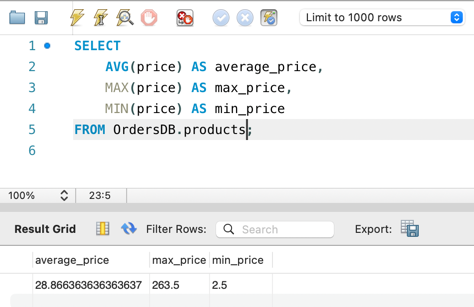 Limit to 1000 rows
1 SELECT
2 AVG(price) AS average_price,
3 MAX(price) AS max_price,
4 MIN(price) AS min_price
5 FROM OrdersDB.products;
6
100% 23:5
Result Grid Filter Rows: Search Export:
average_price max_price min_price
28.866363636363637 263.5 2.5